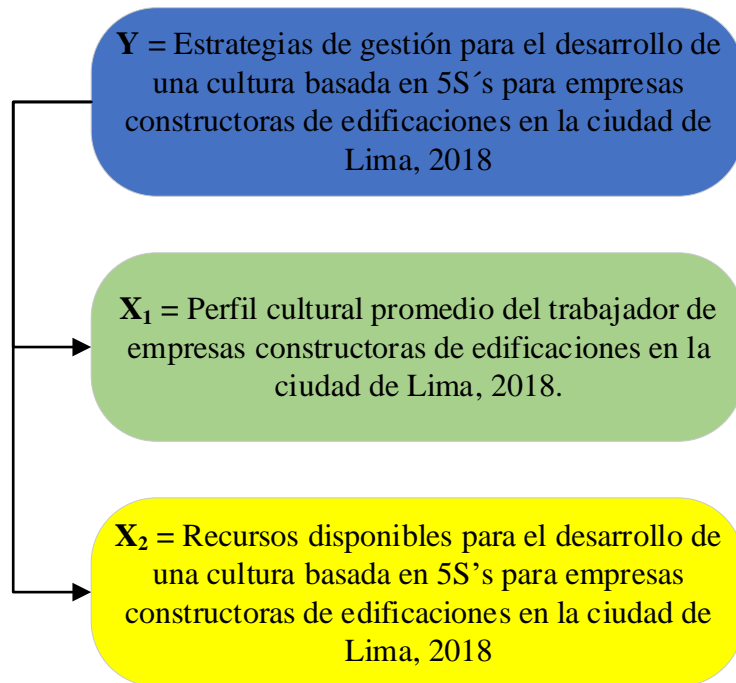 Y = Estrategias de gestión para el desarrollo de
una cultura basada en 5S´s para empresas
constructoras de edificaciones en la ciudad de
Lima, 2018
X₁ = Perfil cultural promedio del trabajador de
empresas constructoras de edificaciones en la
ciudad de Lima, 2018.
X₂ = Recursos disponibles para el desarrollo de
una cultura basada en 5S’s para empresas
constructoras de edificaciones en la ciudad de
Lima, 2018